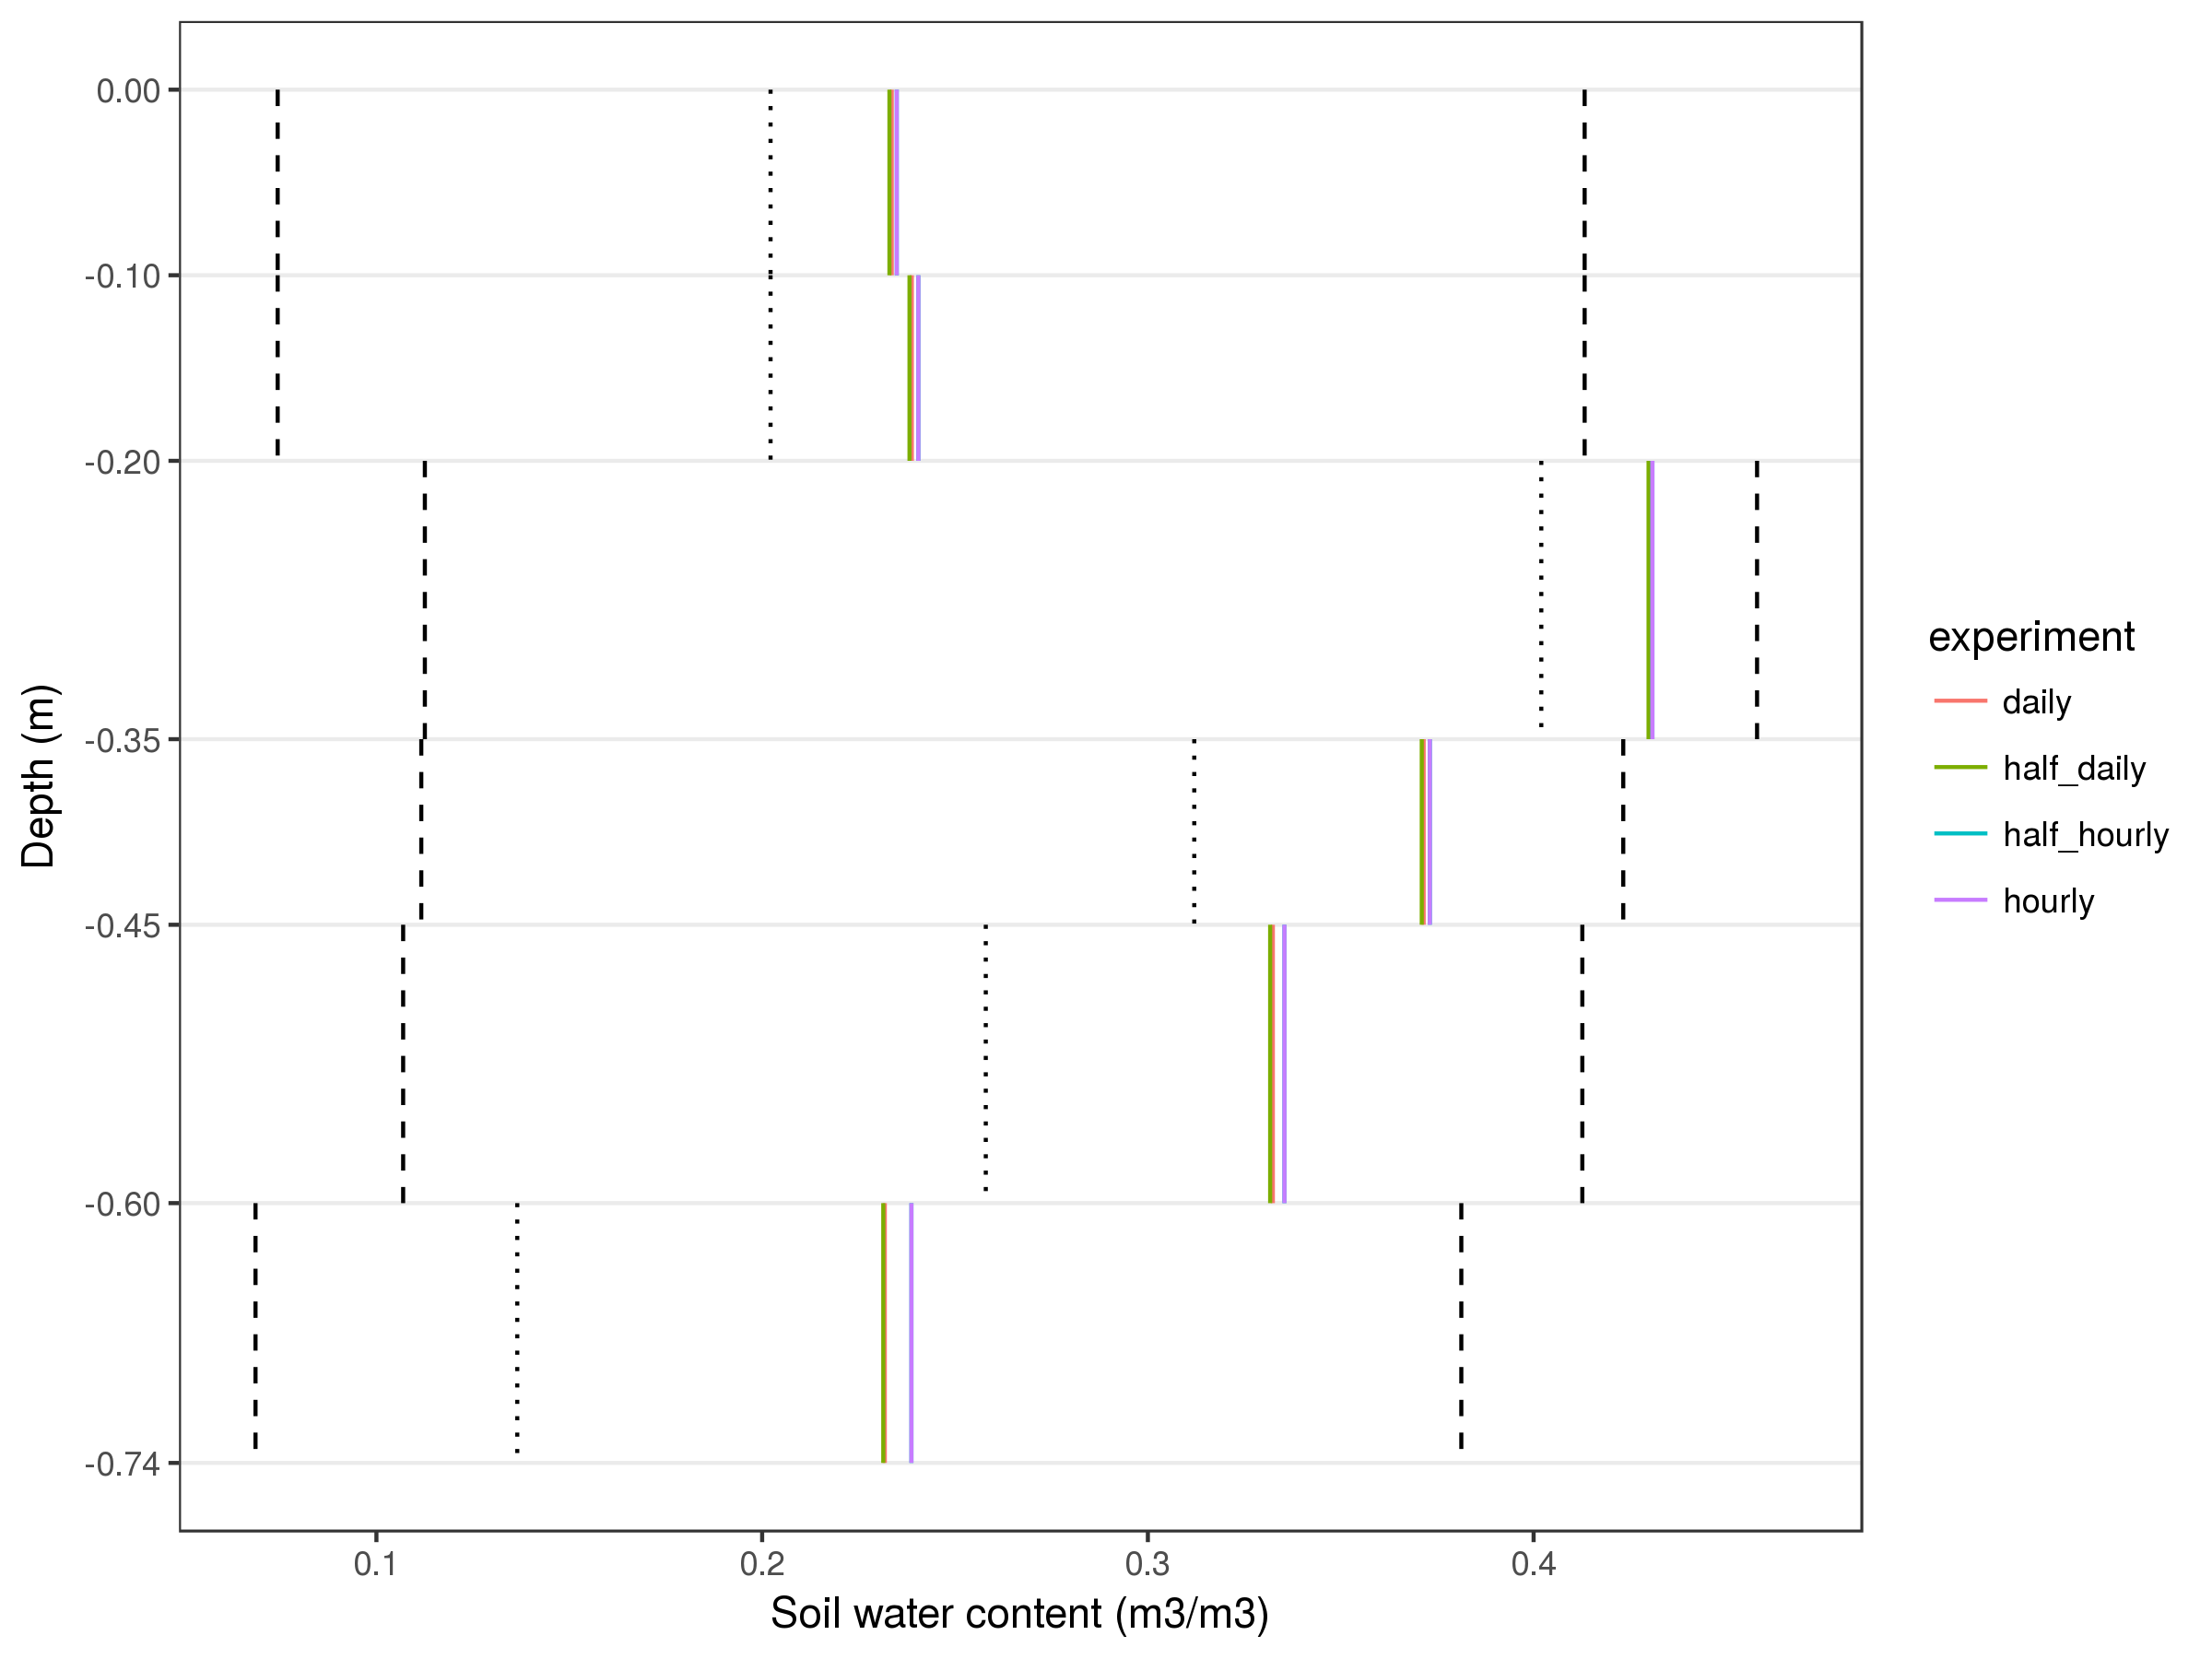 0.00
-0.10
-0.20
-0.35
-0.45
-0.60
-0.74
Depth (m)
0.1
0.2
0.3
0.4
Soil water content (m3/m3)
experiment
daily
half_daily
half_hourly
hourly